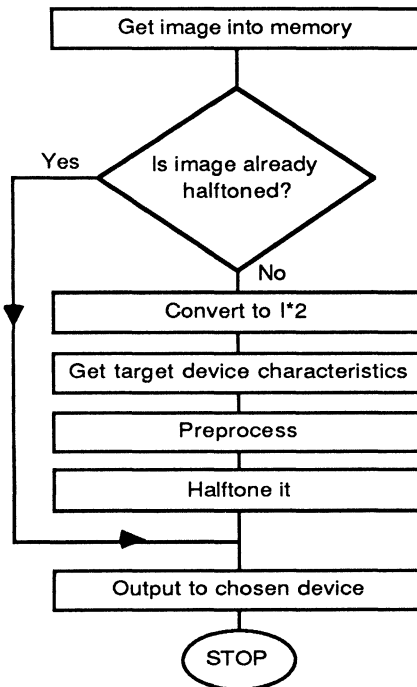 Get image into memory
Is image already
halftoned?
Yes
No
Convert to I*2
Get target device characteristics
Preprocess
Halftone it
Output to chosen device
STOP